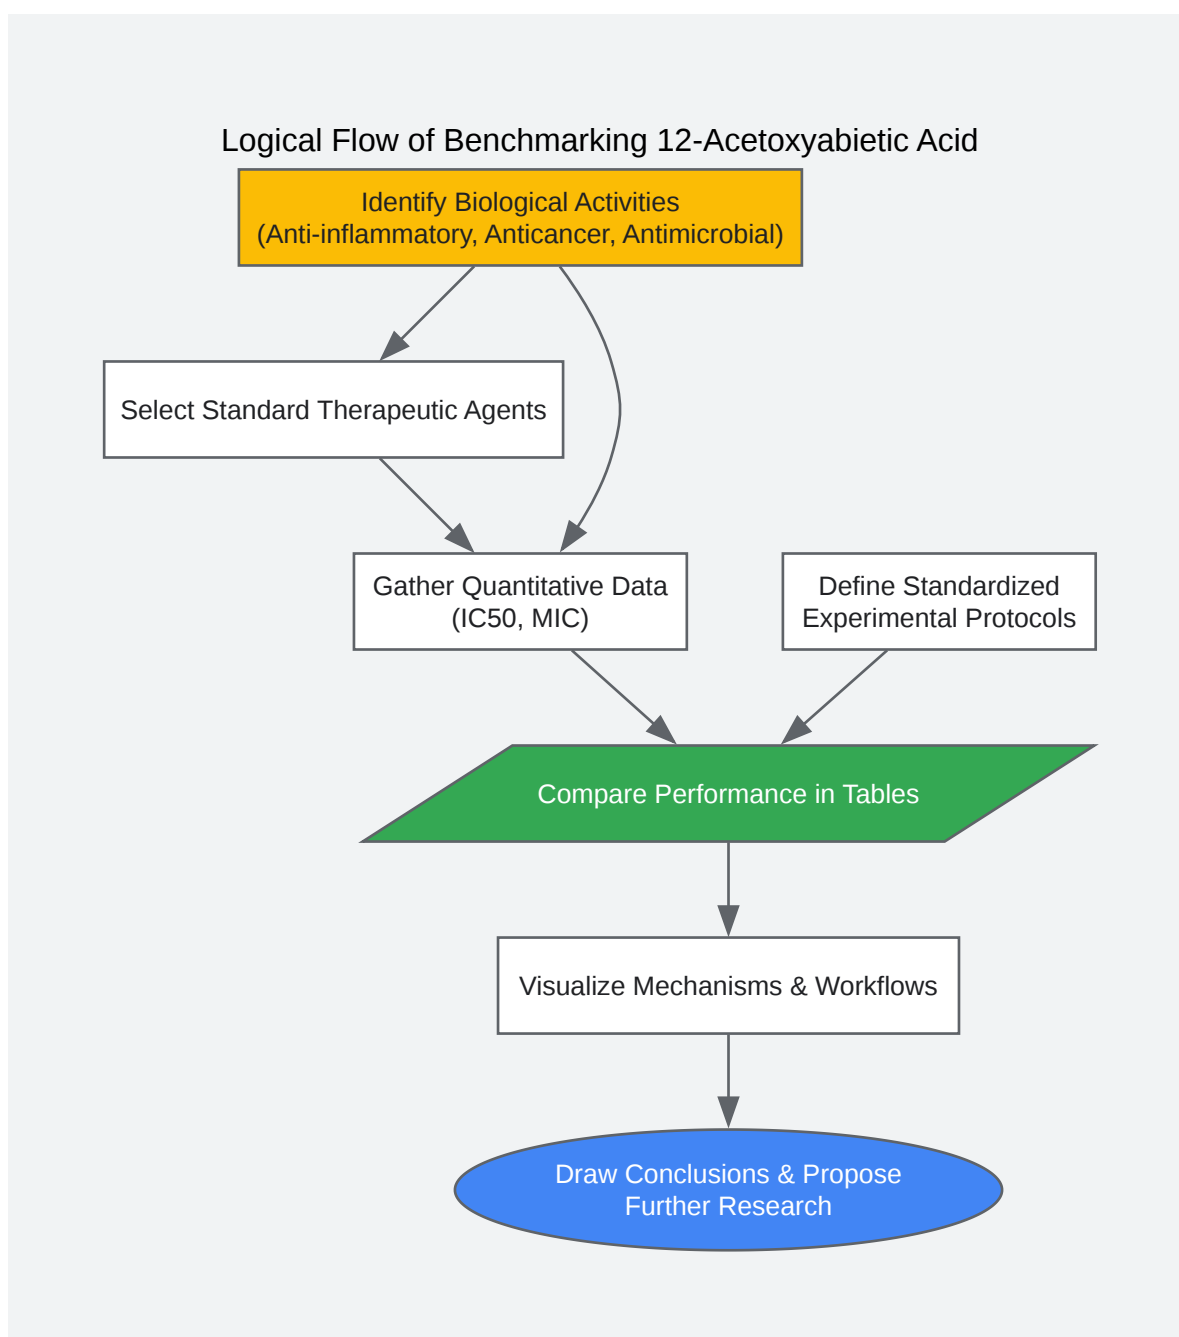 Logical Flow of Benchmarking 12-Acetoxyabietic Acid
Identify Biological Activities
(Anti-inflammatory, Anticancer, Antimicrobial)
Select Standard Therapeutic Agents
Gather Quantitative Data
(IC50, MIC)
Define Standardized
Experimental Protocols
Compare Performance in Tables
Visualize Mechanisms & Workflows
Draw Conclusions & Propose
Further Research